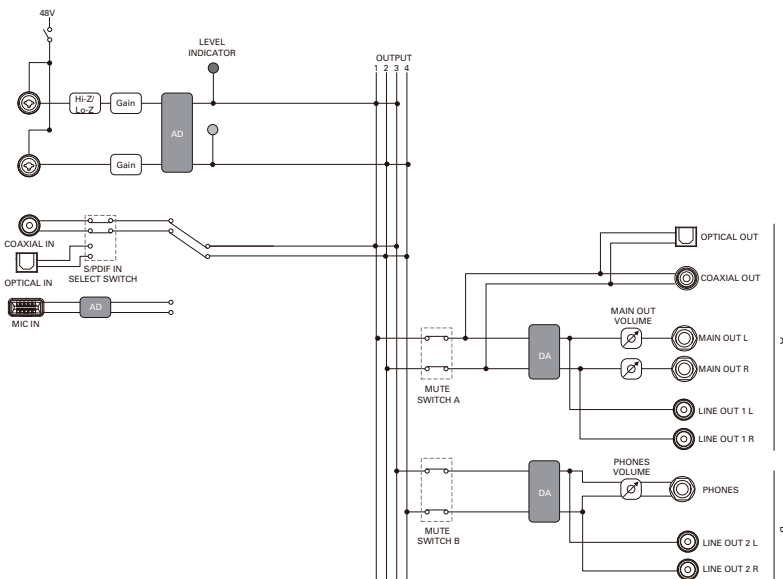 48V
LEVEL
INDICATOR
OUTPUT
1 2 3 4
Hi-Z/
Lo-Z
Gain
AD
Gain
COAXIAL IN
OPTICAL IN
S/PDIF IN
SELECT SWITCH
AD
MIC IN
OPTICAL OUT
COAXIAL OUT
MAIN OUT
VOLUME
DA
MAIN OUT L
MAIN OUT R
MUTE
SWITCH A
LINE OUT 1 L
LINE OUT 1 R
PHONES
VOLUME
DA
PHONES
MUTE
SWITCH B
LINE OUT 2 L
LINE OUT 2 R